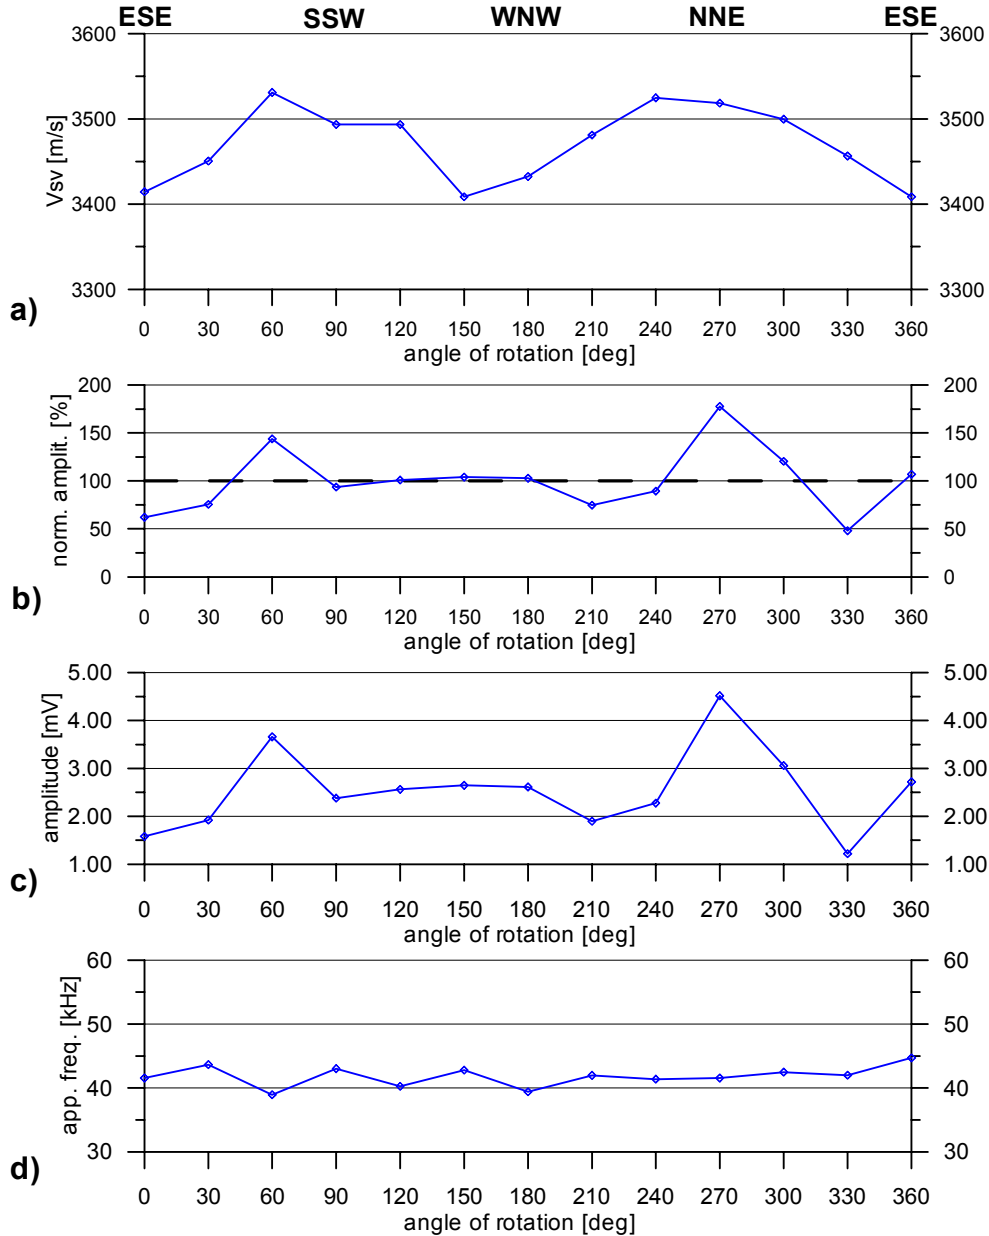 ESE SSW WNW NNE ESE
3600 3600
3500 3500
Vsv [m/s]
3400 3400
3300 3300
a)
0 30 60 90 120 150 180 210 240 270 300 330 360
angle of rotation [deg]
200 200
150 150
norm. amplit. [%]
100 100
50 50
0 0
b)
0 30 60 90 120 150 180 210 240 270 300 330 360
angle of rotation [deg]
5.00 5.00
4.00 4.00
amplitude [mV]
3.00 3.00
2.00 2.00
1.00 1.00
c)
0 30 60 90 120 150 180 210 240 270 300 330 360
angle of rotation [deg]
60 60
50 50
app. freq. [kHz]
40 40
30 30
d)
0 30 60 90 120 150 180 210 240 270 300 330 360
angle of rotation [deg]